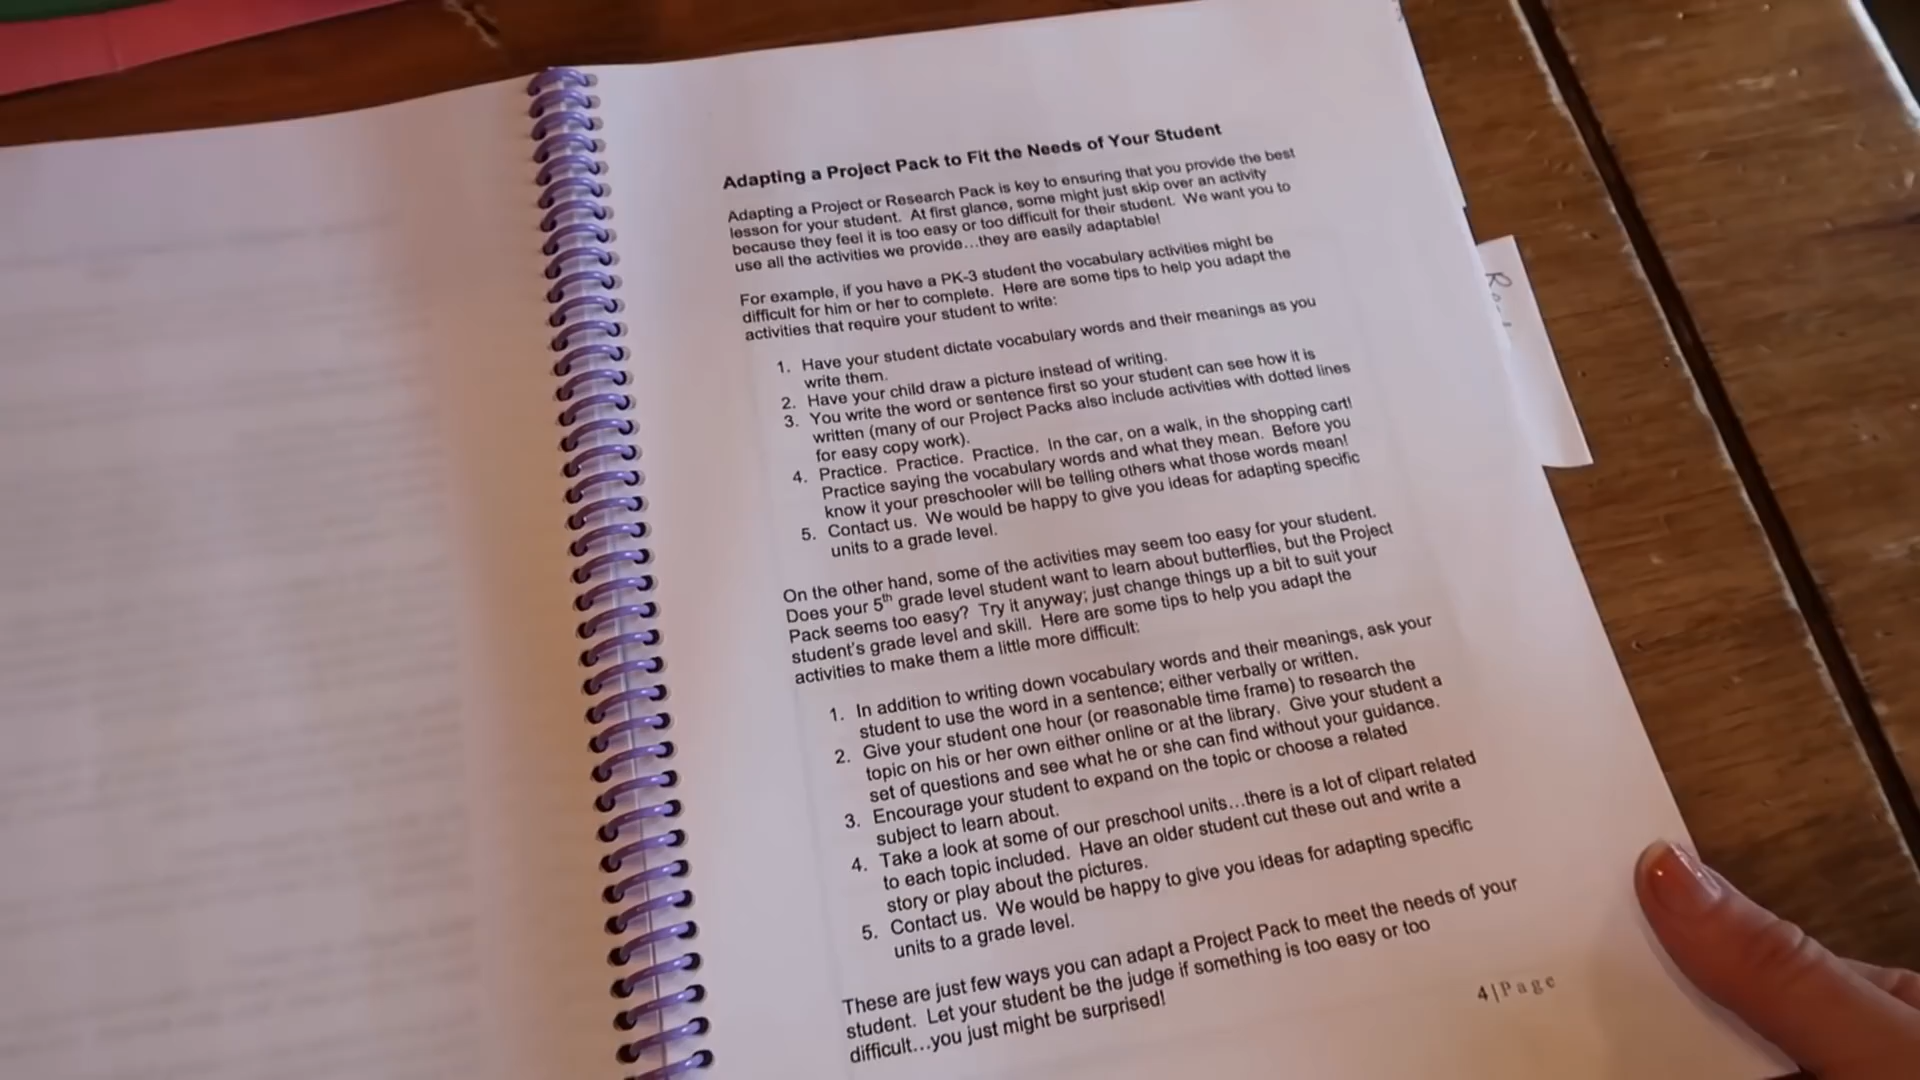 Adapting a Project Pack to Fit the Needs of Your Student
Adapting a Project or Research Pack is key to ensuring that you provide the best
lesson for your student. At first glance, some might just skip over an activity
because they feel it is too easy or too difficult for their student. We want you to
use all the activities we provide...they are easily adaptable!
For example, if you have a PK-3 student the vocabulary activities might be
difficult for him or her to complete. Here are some tips to help you adapt the
activities that require your student to write:
1. Have your student dictate vocabulary words and their meanings as you
write them.
2. Have your child draw a picture instead of writing.
3. You write the word or sentence first so your student can see how it is
written (many of our Project Packs also include activities with dotted lines
for easy copy work).
4. Practice. Practice. Practice. In the car, on a walk, in the shopping cart!
Practice saying the vocabulary words and what they mean. Before you
know it your preschooler will be telling others what those words mean!
5. Contact us. We would be happy to give you ideas for adapting specific
units to a grade level.
On the other hand, some of the activities may seem too easy for your student.
Does your 5th grade level student want to learn about butterflies, but the Project
Pack seems too easy? Try it anyway; just change things up a bit to suit your
student's grade level and skill. Here are some tips to help you adapt the
activities to make them a little more difficult:
1. In addition to writing down vocabulary words and their meanings, ask your
student to use the word in a sentence; either verbally or written.
2. Give your student one hour (or reasonable time frame) to research the
topic on his or her own either online or at the library. Give your student a
set of questions and see what he or she can find without your guidance.
3. Encourage your student to expand on the topic or choose a related
subject to learn about.
4. Take a look at some of our preschool units...there is a lot of clipart related
to each topic included. Have an older student cut these out and write a
story or play about the pictures.
5. Contact us. We would be happy to give you ideas for adapting specific
units to a grade level.
These are just few ways you can adapt a Project Pack to meet the needs of your
student. Let your student be the judge if something is too easy or too
difficult...you just might be surprised!
4 | Page